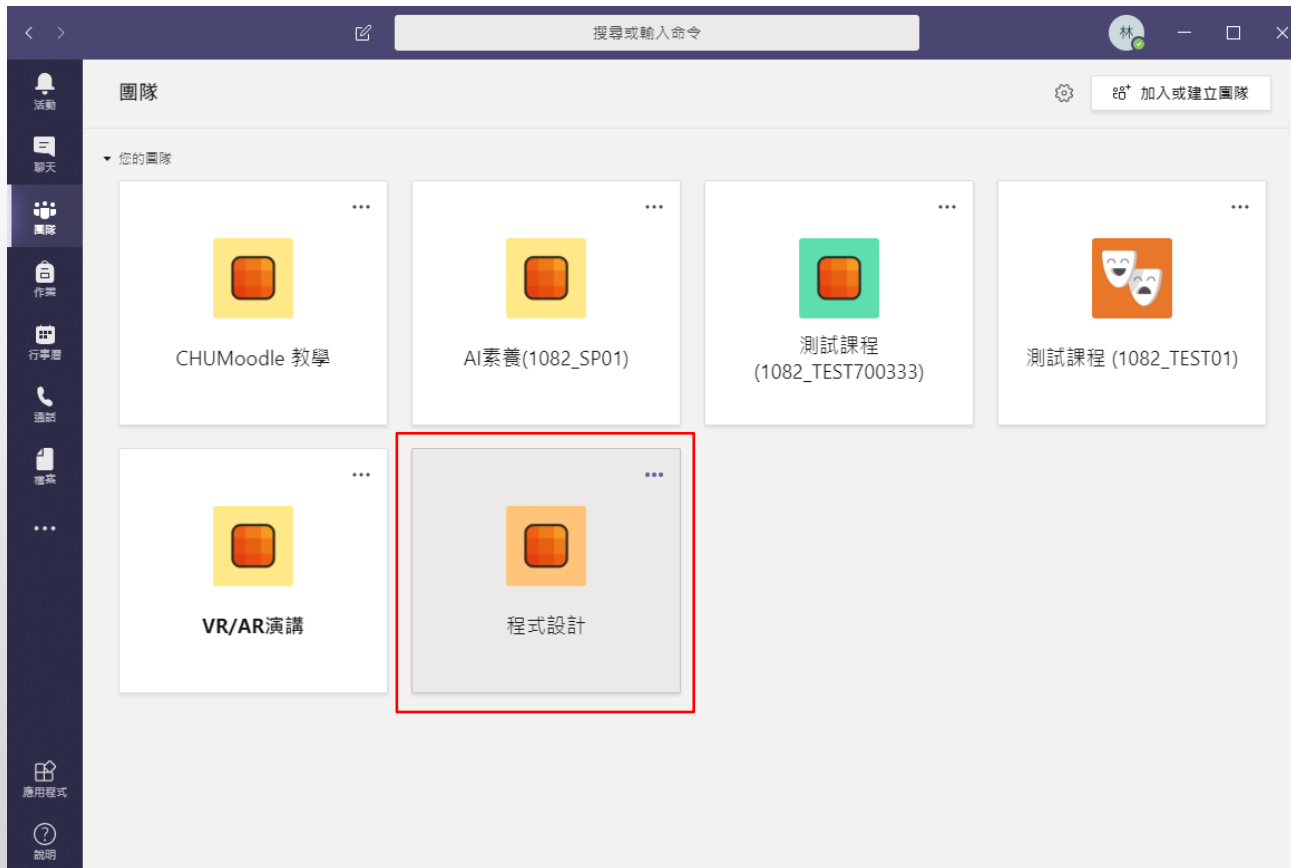 搜尋或輸入命令
林
活動
聊天
團隊
作業
行事曆
通話
檔案
應用程式
說明
團隊
加入或建立團隊
您的團隊
CHUMoodle 教學
AI素養(1082_SP01)
測試課程
(1082_TEST700333)
測試課程 (1082_TEST01)
VR/AR演講
程式設計